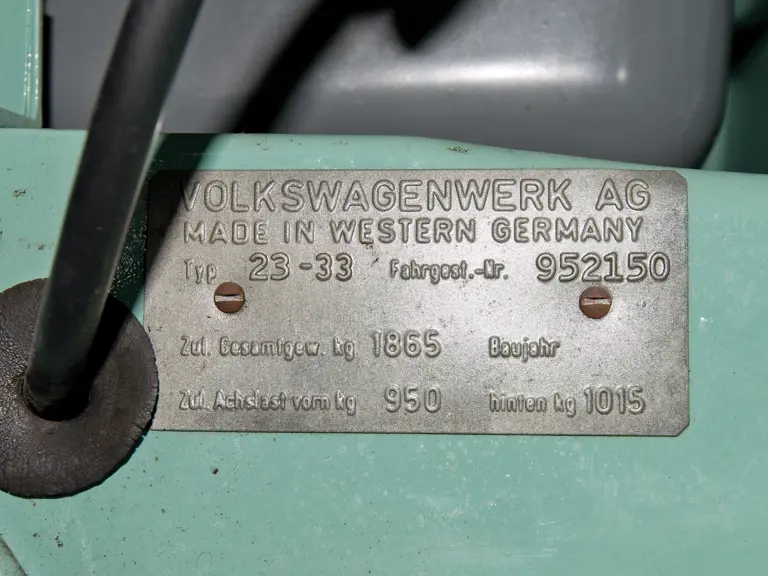 VOLKSWAGENWERK AG
MADE IN WESTERN GERMANY
Typ 23-33 Fahrgest.-Nr. 952150
Zul. Gesamtgew. kg 1865 Baujahr
Zul. Achslast vorn kg 950 hinten kg 1015